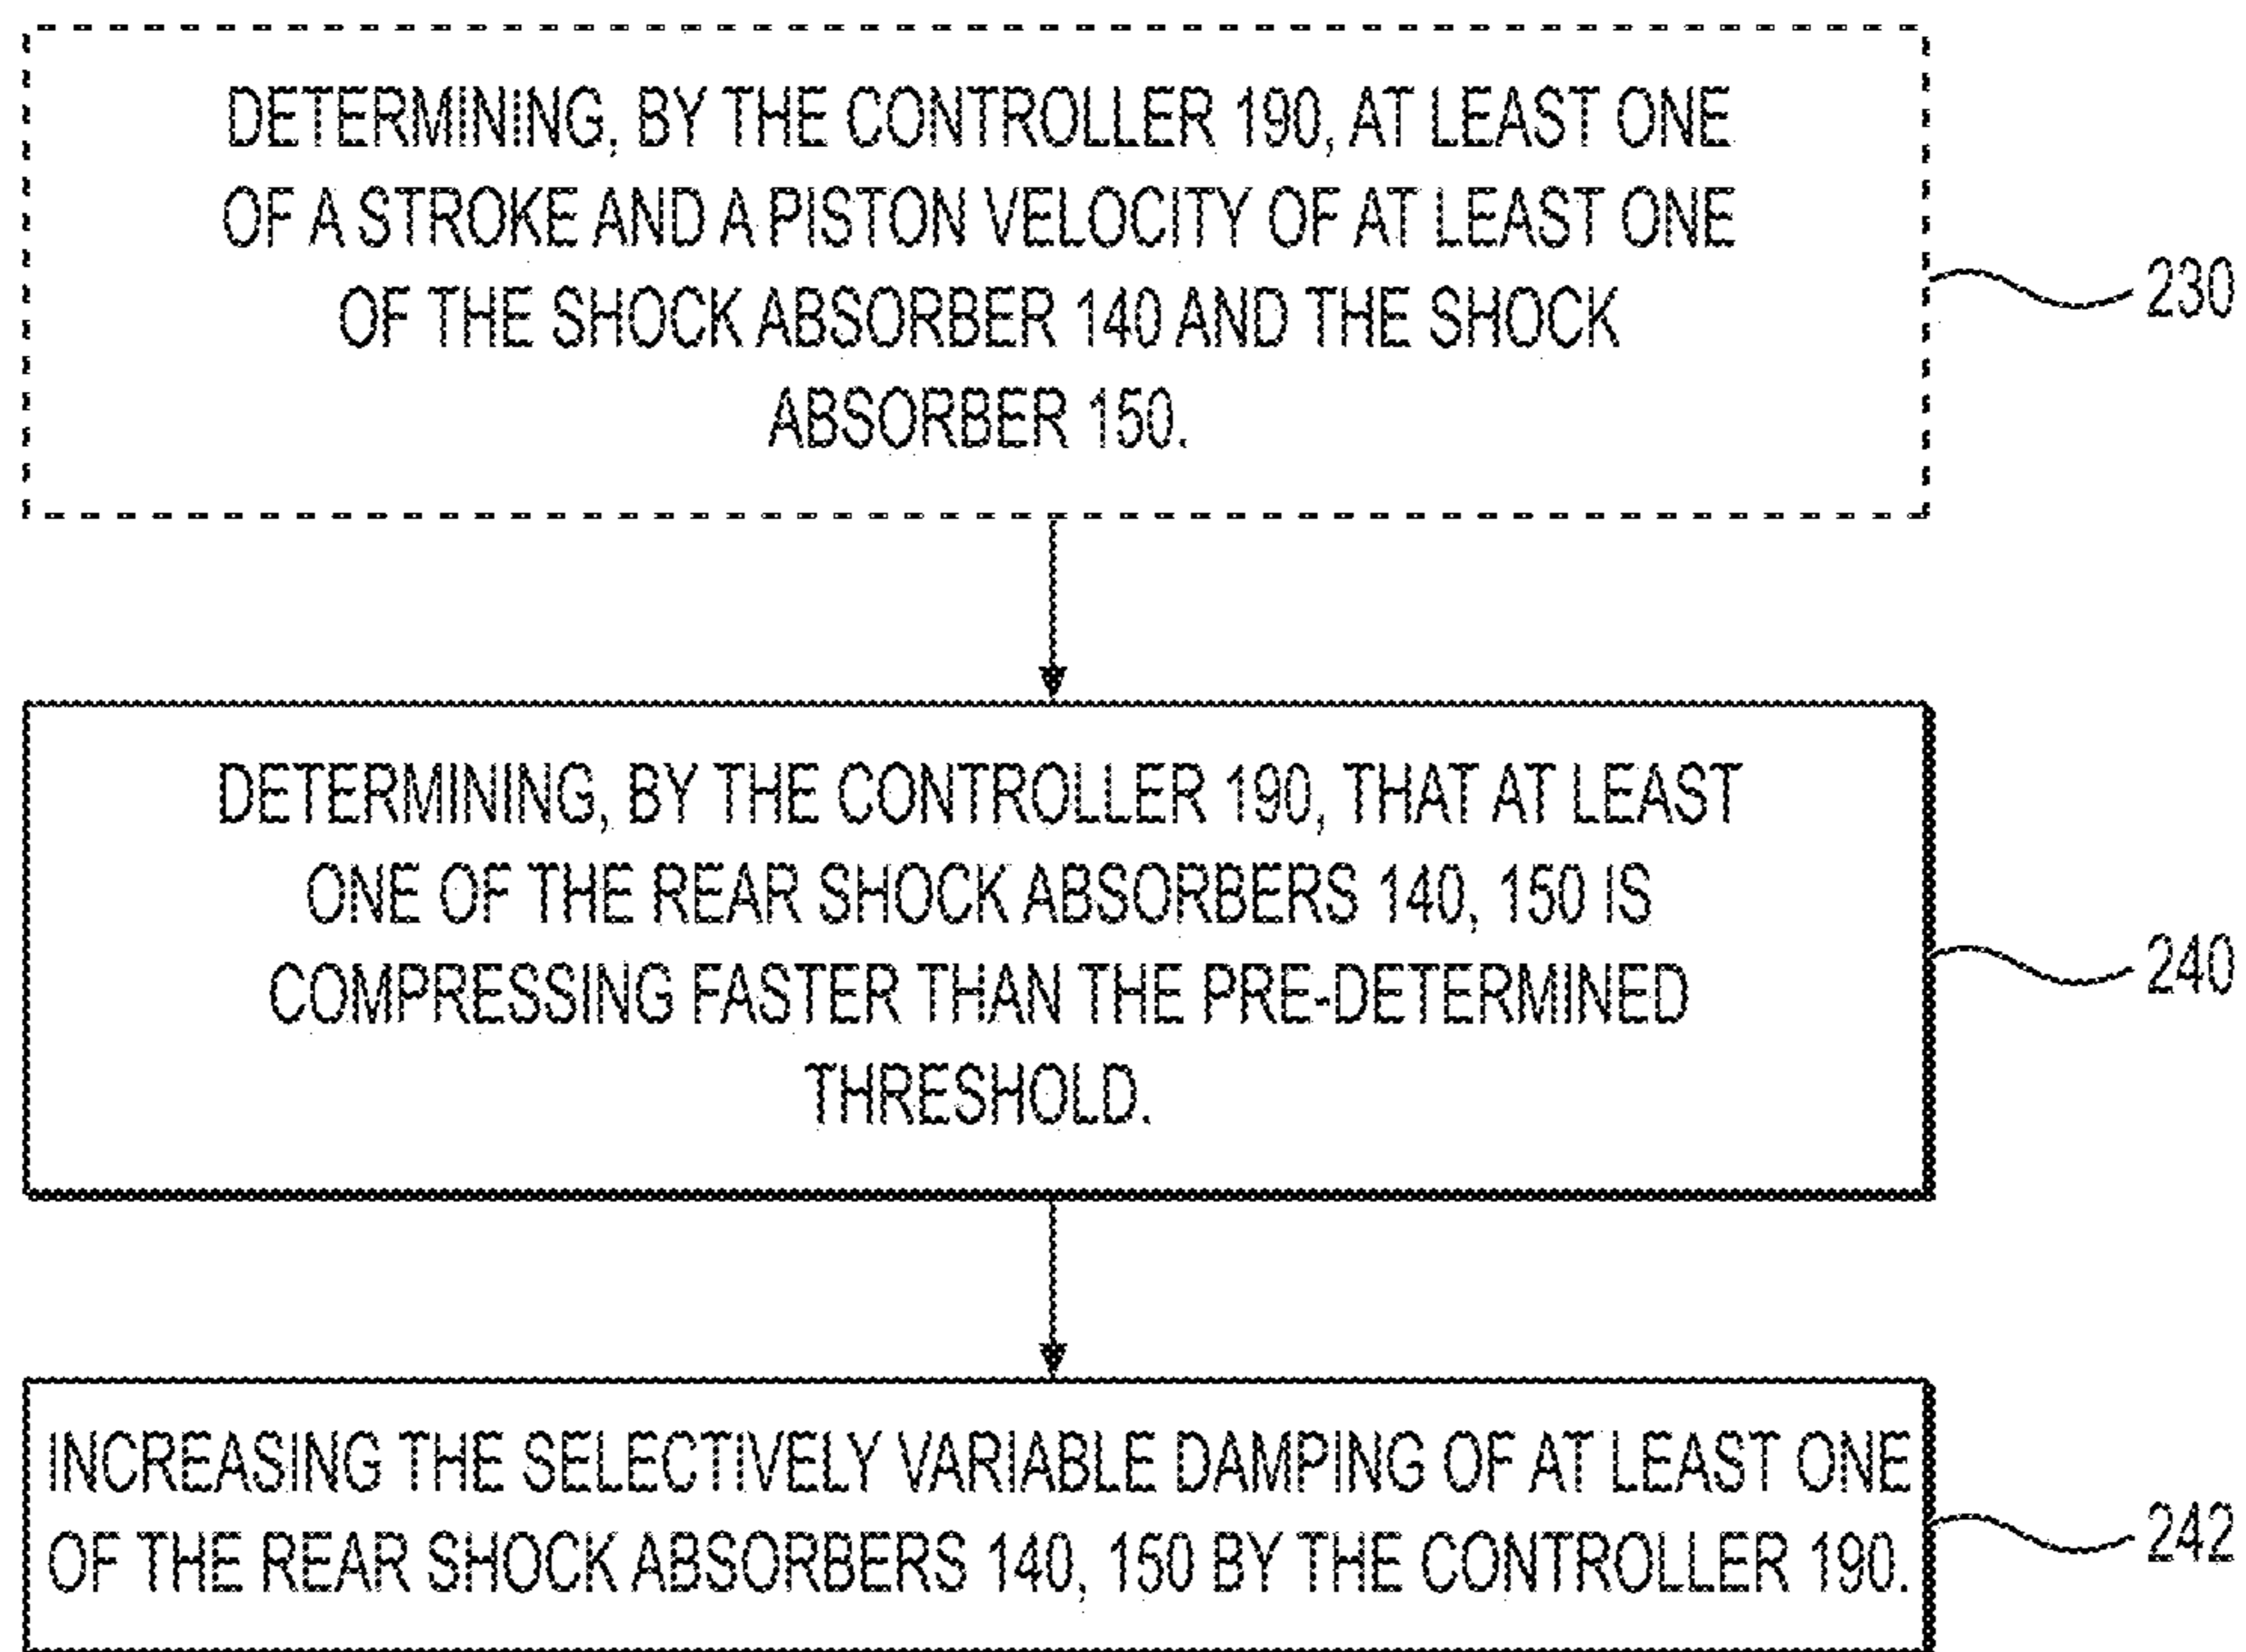 DETERMINING, BY THE CONTROLLER 190, AT LEAST ONE
OF A STROKE AND A PISTON VELOCITY OF AT LEAST ONE
OF THE SHOCK ABSORBER 140 AND THE SHOCK
ABSORBER 150.
230
DETERMINING, BY THE CONTROLLER 190, THAT AT LEAST
ONE OF THE REAR SHOCK ABSORBERS 140, 150 IS
COMPRESSING FASTER THAN THE PRE-DETERMINED
THRESHOLD.
240
INCREASING THE SELECTIVELY VARIABLE DAMPING OF AT LEAST ONE
OF THE REAR SHOCK ABSORBERS 140, 150 BY THE CONTROLLER 190.
242